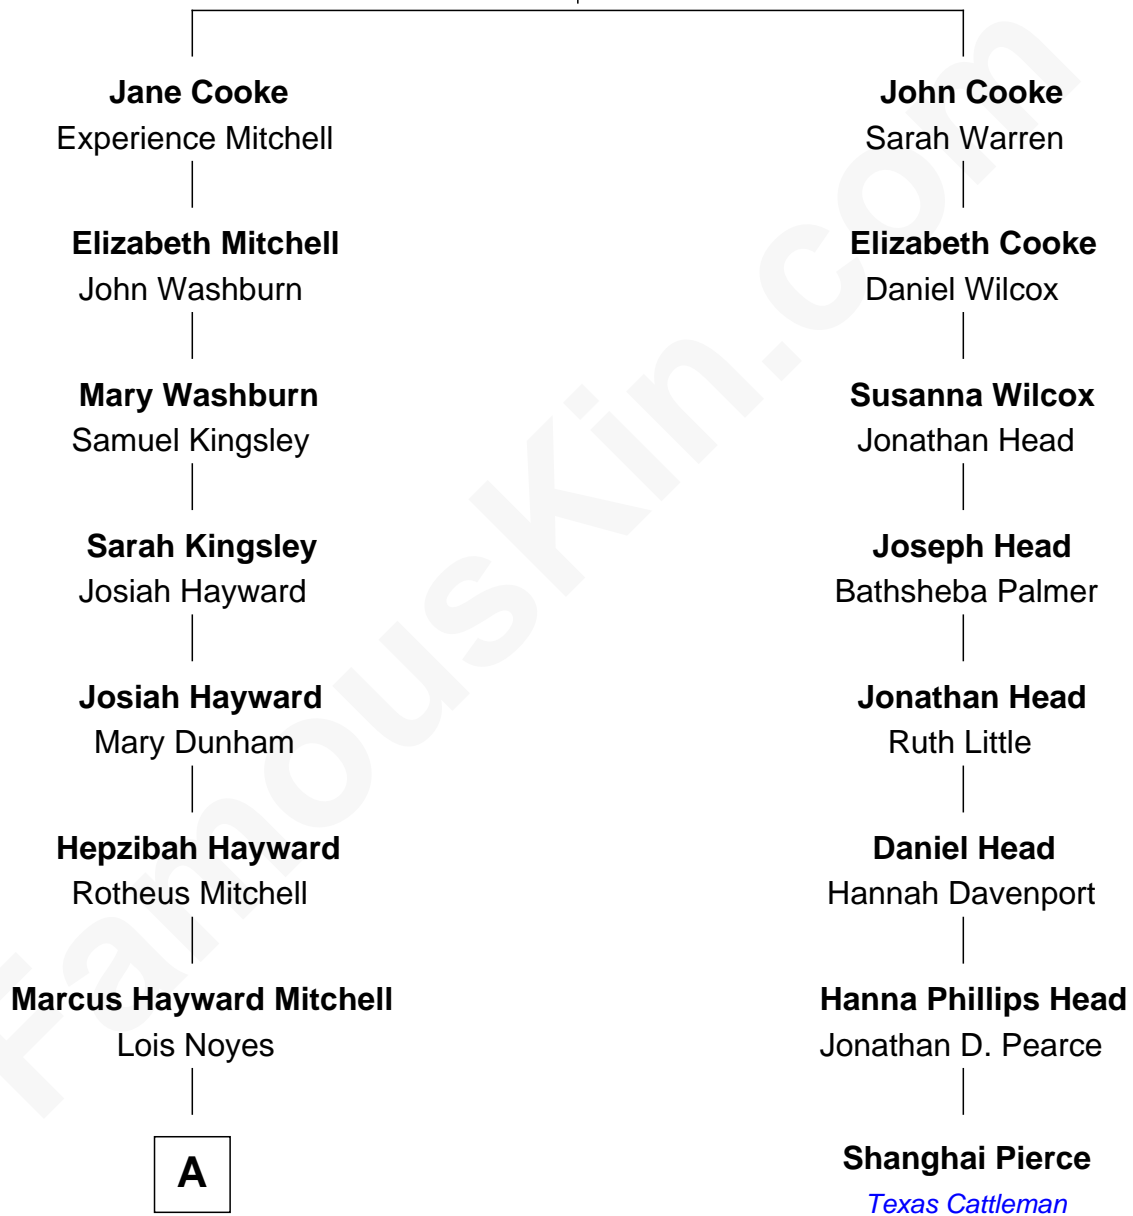 Jane Cooke
Experience Mitchell
Elizabeth Mitchell
John Washburn
Mary Washburn
Samuel Kingsley
Sarah Kingsley
Josiah Hayward
Josiah Hayward
Mary Dunham
Hepzibah Hayward
Rotheus Mitchell
Marcus Hayward Mitchell
Lois Noyes
A
John Cooke
Sarah Warren
Elizabeth Cooke
Daniel Wilcox
Susanna Wilcox
Jonathan Head
Joseph Head
Bathsheba Palmer
Jonathan Head
Ruth Little
Daniel Head
Hannah Davenport
Hanna Phillips Head
Jonathan D. Pearce
Shanghai Pierce
Texas Cattleman
FamousKin.com